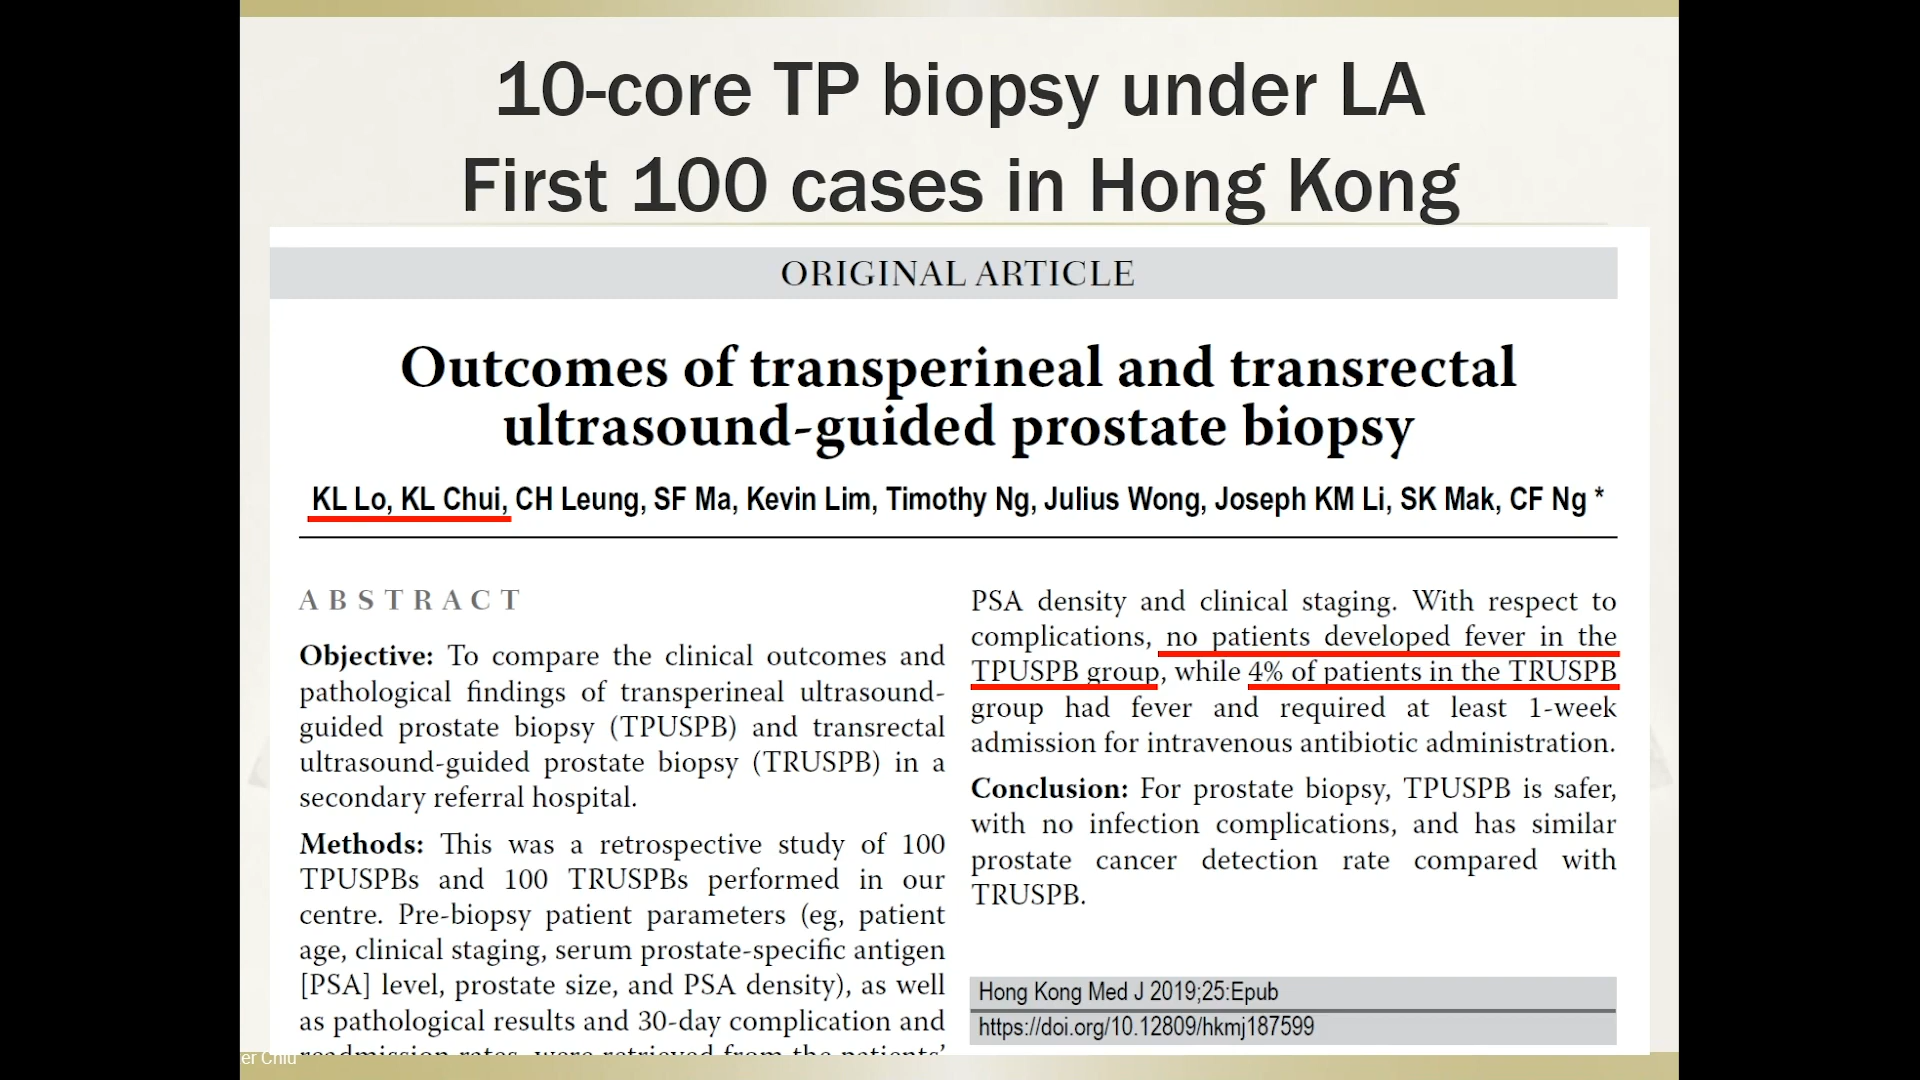 10-core TP biopsy under LA
First 100 cases in Hong Kong
ORIGINAL ARTICLE
Outcomes of transperineal and transrectal
ultrasound-guided prostate biopsy
KL Lo, KL Chui, CH Leung, SF Ma, Kevin Lim, Timothy Ng, Julius Wong, Joseph KM Li, SK Mak, CF Ng *
ABSTRACT
Objective: To compare the clinical outcomes and
pathological findings of transperineal ultrasound-
guided prostate biopsy (TPUSPB) and transrectal
ultrasound-guided prostate biopsy (TRUSPB) in a
secondary referral hospital.
Methods: This was a retrospective study of 100
TPUSPBs and 100 TRUSPBs performed in our
centre. Pre-biopsy patient parameters (eg, patient
age, clinical staging, serum prostate-specific antigen
[PSA] level, prostate size, and PSA density), as well
as pathological results and 30-day complication and
readmission rates, were retrieved from the patients'
PSA density and clinical staging. With respect to
complications, no patients developed fever in the
TPUSPB group, while 4% of patients in the TRUSPB
group had fever and required at least 1-week
admission for intravenous antibiotic administration.
Conclusion: For prostate biopsy, TPUSPB is safer,
with no infection complications, and has similar
prostate cancer detection rate compared with
TRUSPB.
Hong Kong Med J 2019;25:Epub
https://doi.org/10.12809/hkmj187599
er Chiu